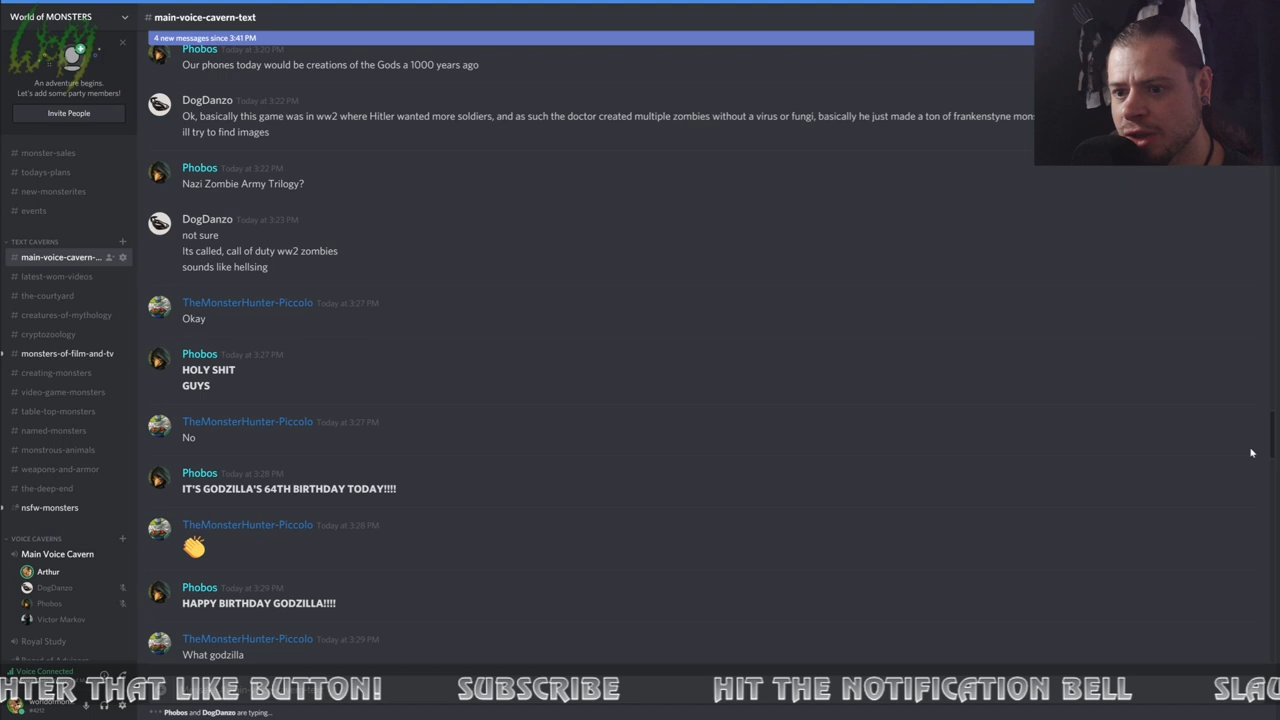 World of MONSTERS
# main-voice-cavern-text
4 new messages since 3:41 PM
An adventure begins.
Let's add some party members!
Invite People
# monster-sales
# todays-plans
# new-monsterites
# events
TEXT CAVERNS
# main-voice-cavern-...
# latest-wom-videos
# the-courtyard
# creatures-of-mythology
# cryptozoology
# monsters-of-film-and-tv
# creating-monsters
# video-game-monsters
# table-top-monsters
# named-monsters
# monstrous-animals
# weapons-and-armor
# the-deep-end
nsfw-monsters
VOICE CAVERNS
Main Voice Cavern
Arthur
DogDanzo
Phobos
Victor Markov
Royal Study
Voice Connected
#4212
Phobos Today at 3:20 PM
Our phones today would be creations of the Gods a 1000 years ago
DogDanzo Today at 3:22 PM
Ok, basically this game was in ww2 where Hitler wanted more soldiers, and as such the doctor created multiple zombies without a virus or fungi, basically he just made a ton of frankenstyne mon
ill try to find images
Phobos Today at 3:22 PM
Nazi Zombie Army Trilogy?
DogDanzo Today at 3:23 PM
not sure
Its called, call of duty ww2 zombies
sounds like hellsing
TheMonsterHunter-Piccolo Today at 3:27 PM
Okay
Phobos Today at 3:27 PM
HOLY SHIT
GUYS
TheMonsterHunter-Piccolo Today at 3:27 PM
No
Phobos Today at 3:28 PM
IT'S GODZILLA'S 64TH BIRTHDAY TODAY!!!!
TheMonsterHunter-Piccolo Today at 3:28 PM
👏
Phobos Today at 3:29 PM
HAPPY BIRTHDAY GODZILLA!!!!
TheMonsterHunter-Piccolo Today at 3:29 PM
What godzilla
HTER THAT LIKE BUTTON! SUBSCRIBE HIT THE NOTIFICATION BELL SLAU
Phobos and DogDanzo are typing...